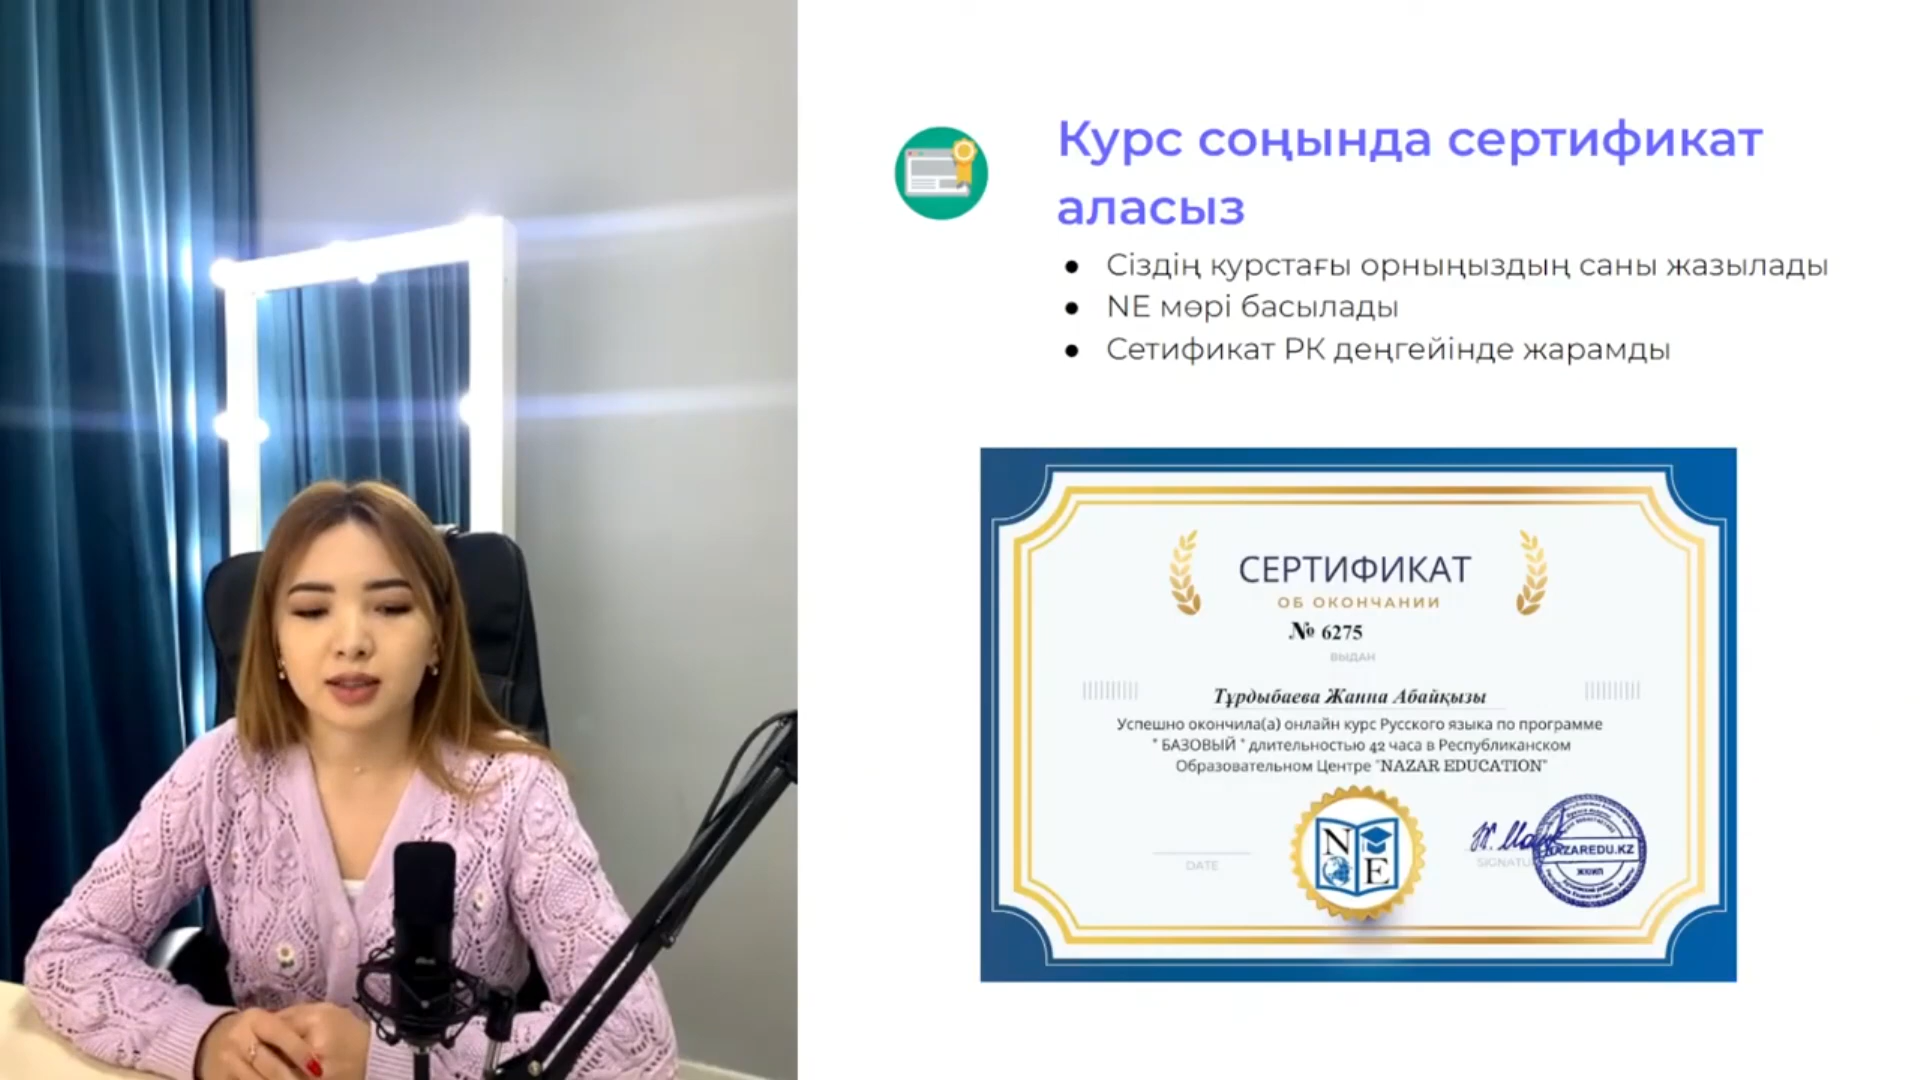 Курс соңында сертификат
аласыз
● Сіздің курстағы орныңыздың саны жазылады
● NE мөрі басылады
● Сетификат РК деңгейінде жарамды
СЕРТИФИКАТ
ОБ ОКОНЧАНИИ
№ 6275
ВЫДАН
Тұрдыбаева Жанна Абайқызы
Успешно окончила(а) онлайн курс Русского языка по программе
" БАЗОВЫЙ " длительностью 42 часа в Республиканском
Образовательном Центре "NAZAR EDUCATION"
N E
DATE
NAZAREDU.KZ